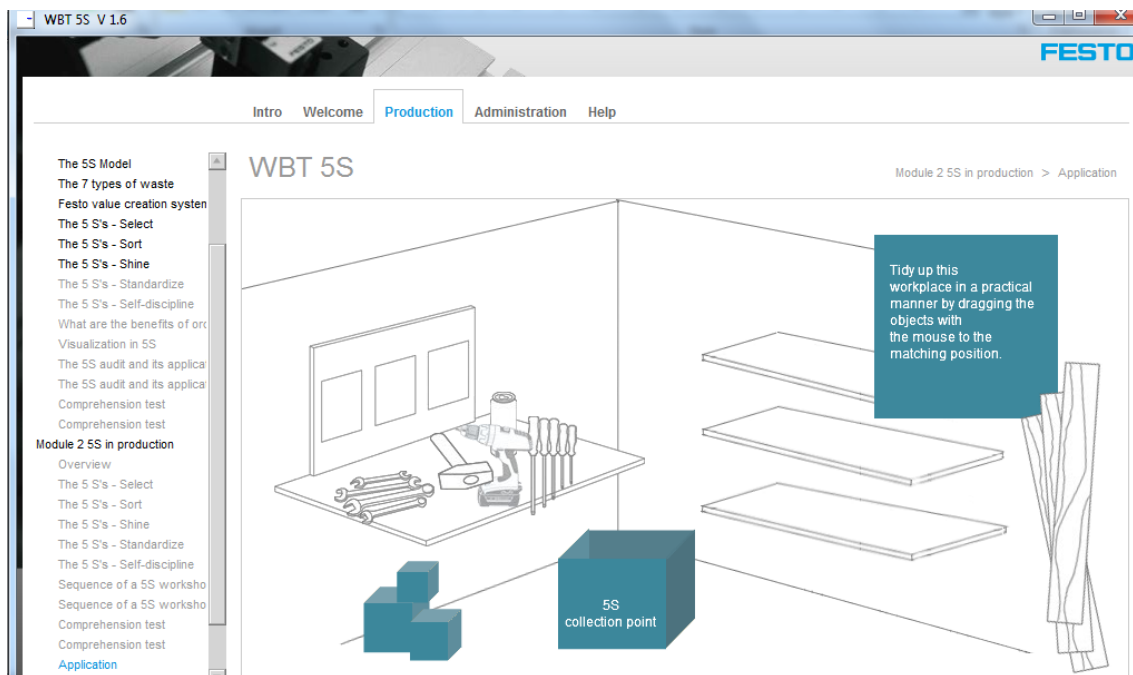 WBT 5S V 1.6
FESTO
Intro Welcome Production Administration Help
The 5S Model
The 7 types of waste
Festo value creation system
The 5 S's - Select
The 5 S's - Sort
The 5 S's - Shine
The 5 S's - Standardize
The 5 S's - Self-discipline
What are the benefits of orc
Visualization in 5S
The 5S audit and its applica
The 5S audit and its applica
Comprehension test
Comprehension test
Module 2 5S in production
Overview
The 5 S's - Select
The 5 S's - Sort
The 5 S's - Shine
The 5 S's - Standardize
The 5 S's - Self-discipline
Sequence of a 5S worksho
Sequence of a 5S worksho
Comprehension test
Comprehension test
Application
WBT 5S
Module 2 5S in production > Application
Tidy up this
workplace in a practical
manner by dragging the
objects with
the mouse to the
matching position.
5S
collection point